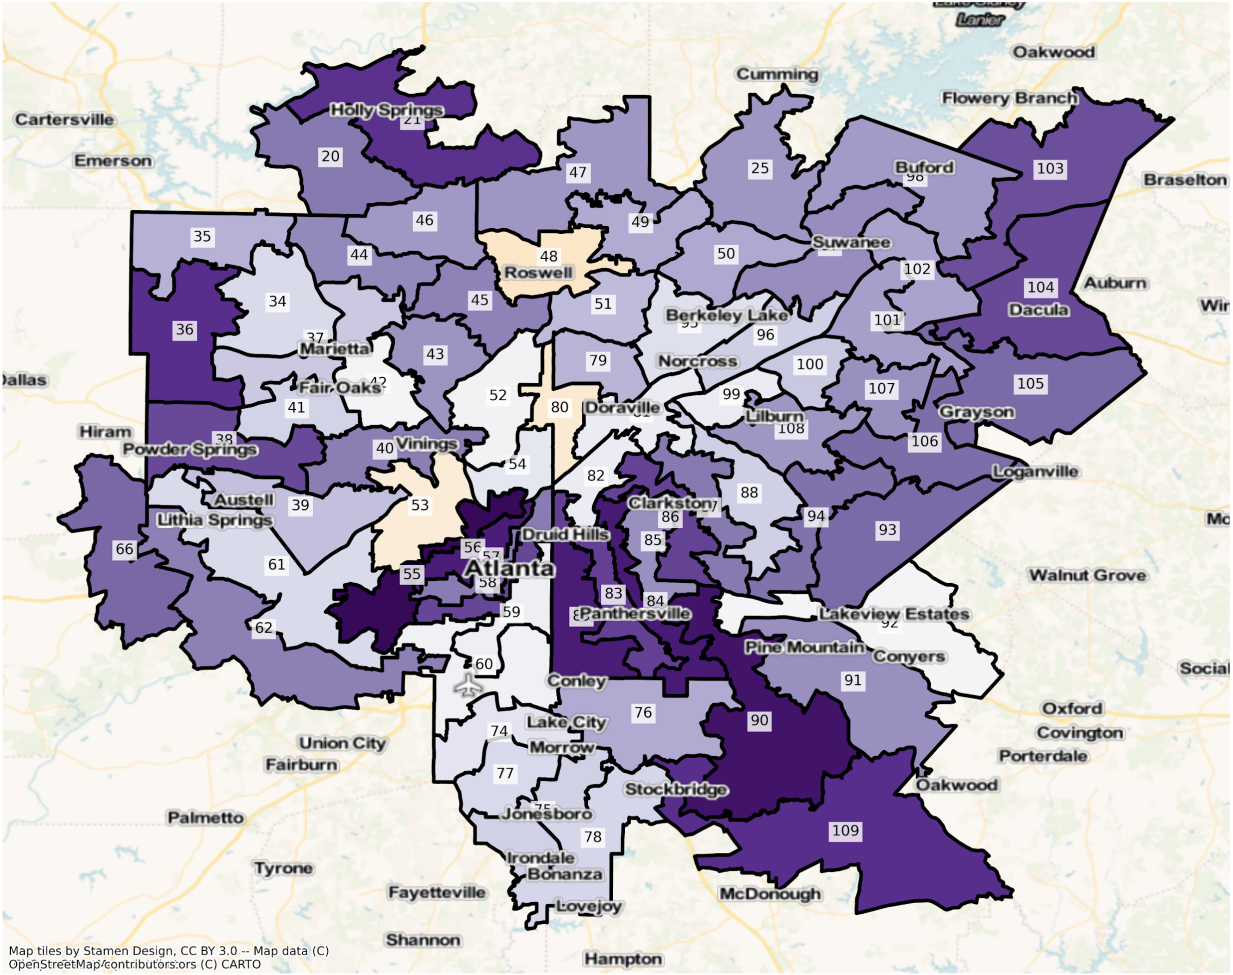 Lake Sidney
Lanier
Oakwood
Cumming
Flowery Branch
Cartersville
Holly Springs
21
Emerson
20
47
25
Buford
98
103
Braselton
46
49
35
44
48
Roswell
50
Suwanee
102
104
Auburn
Dacula
34
45
51
36
37
Marietta
Berkeley Lake
95
96
101
Norcross
43
79
100
105
Dallas
Fair Oaks
42
41
52
80
Doraville
81
99
107
Lilburn
108
Grayson
106
Hiram
38
Powder Springs
40
Vinings
54
82
Loganville
Austell
39
53
Clarkston
88
86
94
93
Lithia Springs
Druid Hills
85
66
56
57
61
55
Atlanta
58
Walnut Grove
83
84
59
Panthersville
Lakeview Estates
92
62
Pine Mountain
Conyers
60
Conley
91
Social
76
90
Oxford
Covington
74
Lake City
Union City
Morrow
Porterdale
Fairburn
77
Stockbridge
Oakwood
75
Jonesboro
Palmetto
78
109
Irondale
Bonanza
Tyrone
Fayetteville
McDonough
Lovejoy
Shannon
Hampton
Map tiles by Stamen Design, CC BY 3.0 -- Map data (C)
OpenStreetMap contributors (C) CARTO